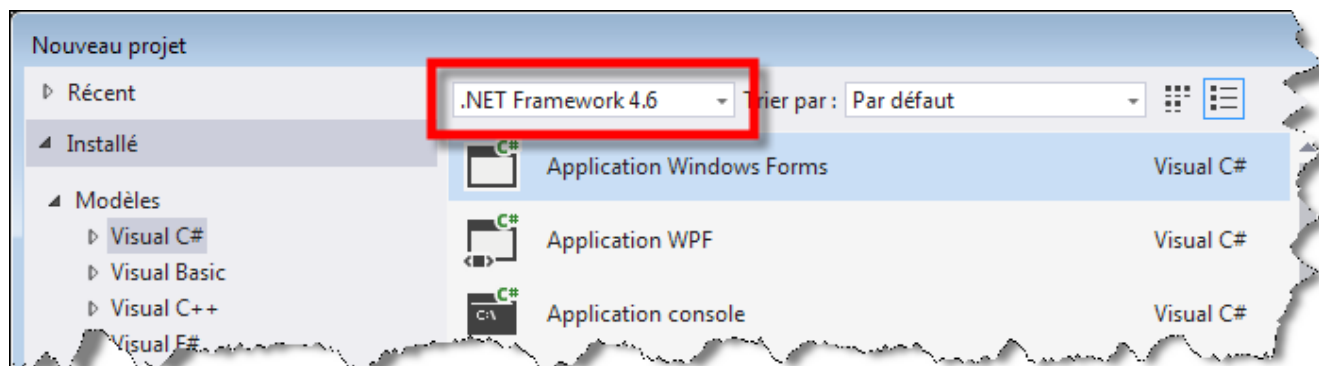 Nouveau projet
Récent
.NET Framework 4.6
Trier par : Par défaut
Installé
Modèles
Visual C#
Visual Basic
Visual C++
Visual F#
C#
Application Windows Forms
Visual C#
C#
Application WPF
Visual C#
C#
C:\
Application console
Visual C#